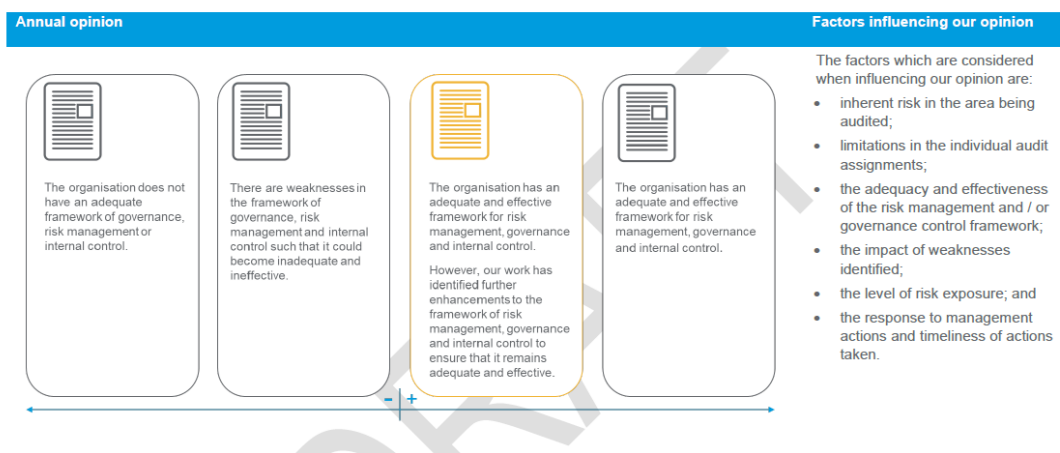 Annual opinion
Factors influencing our opinion
The organisation does not
have an adequate
framework of governance,
risk management or
internal control.
There are weaknesses in
the framework of
governance, risk
management and internal
control such that it could
become inadequate and
ineffective.
The organisation has an
adequate and effective
framework for risk
management, governance
and internal control.
However, our work has
identified further
enhancements to the
framework of risk
management, governance
and internal control to
ensure that it remains
adequate and effective.
The organisation has an
adequate and effective
framework for risk
management, governance
and internal control.
- +
The factors which are considered
when influencing our opinion are:
• inherent risk in the area being
audited;
• limitations in the individual audit
assignments;
• the adequacy and effectiveness
of the risk management and / or
governance control framework;
• the impact of weaknesses
identified;
• the level of risk exposure; and
• the response to management
actions and timeliness of actions
taken.